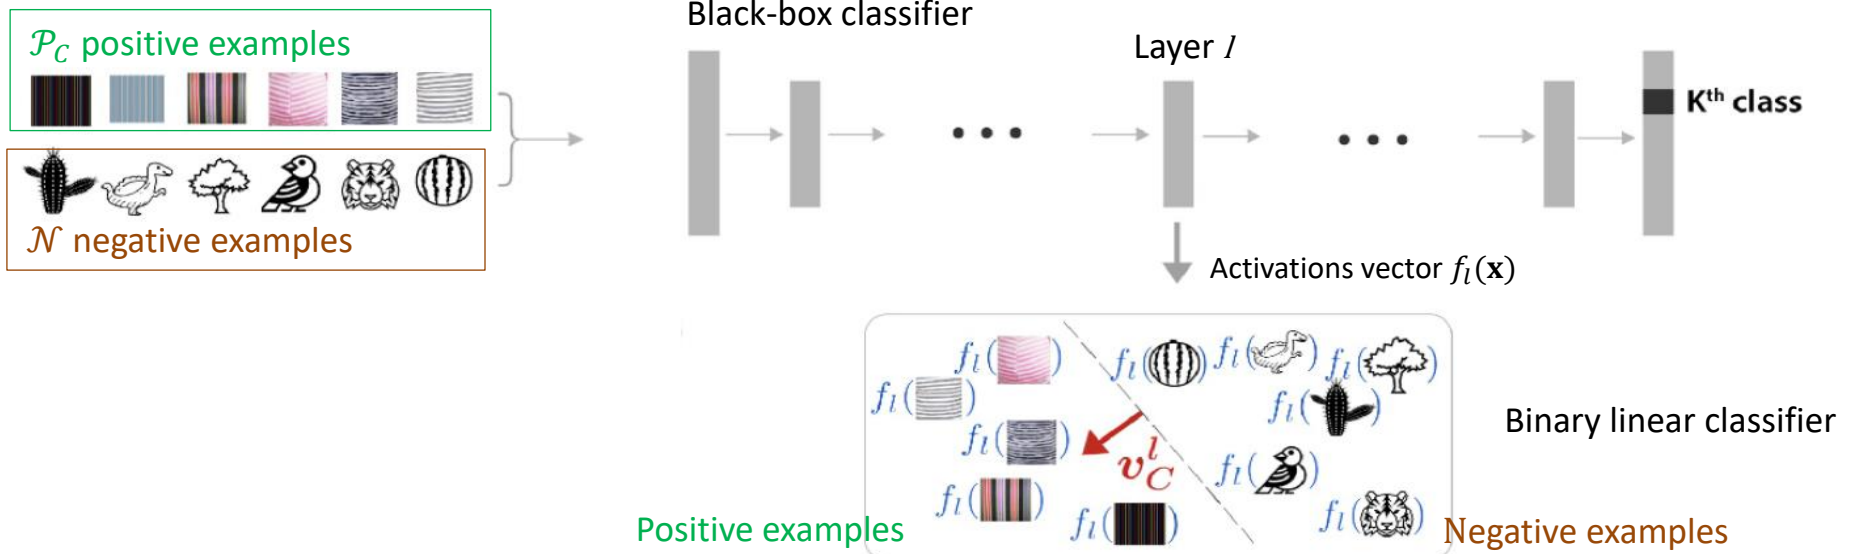 Black-box classifier
𝒫_C positive examples
Layer l
Kth class
𝒩 negative examples
Activations vector f_l(x)
f_l( )
f_l( )
f_l( )
f_l( )
f_l( )
f_l( )
f_l( )
Binary linear classifier
f_l( )
v_C^l
f_l( )
f_l( )
Positive examples
f_l( )
f_l( )
Negative examples